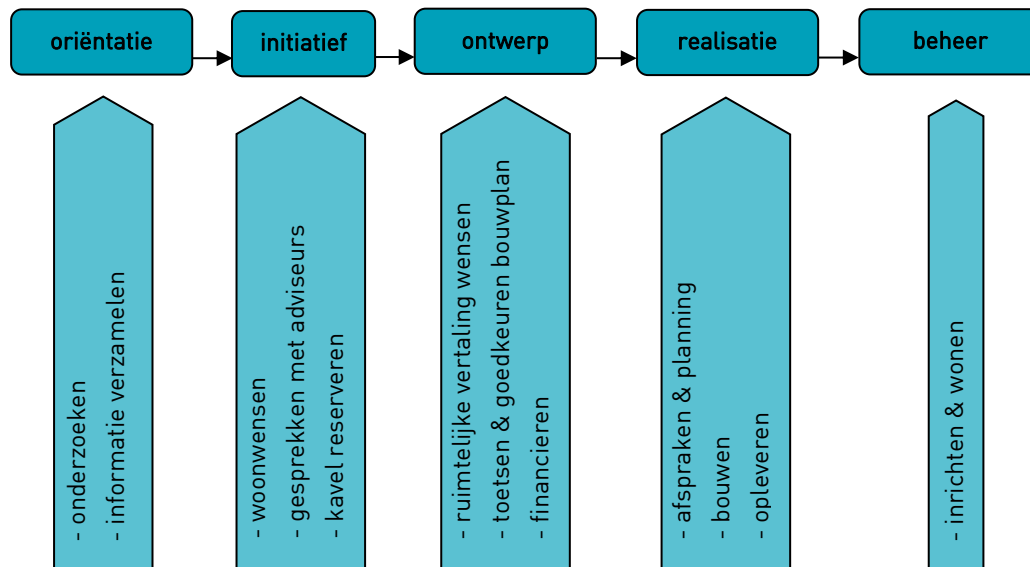 oriëntatie
initiatief
ontwerp
realisatie
beheer
- onderzoeken
- informatie verzamelen
- woonwensen
- gesprekken met adviseurs
- kavel reserveren
- ruimtelijke vertaling wensen
- toetsen & goedkeuren bouwplan
- financieren
- afspraken & planning
- bouwen
- opleveren
- inrichten & wonen